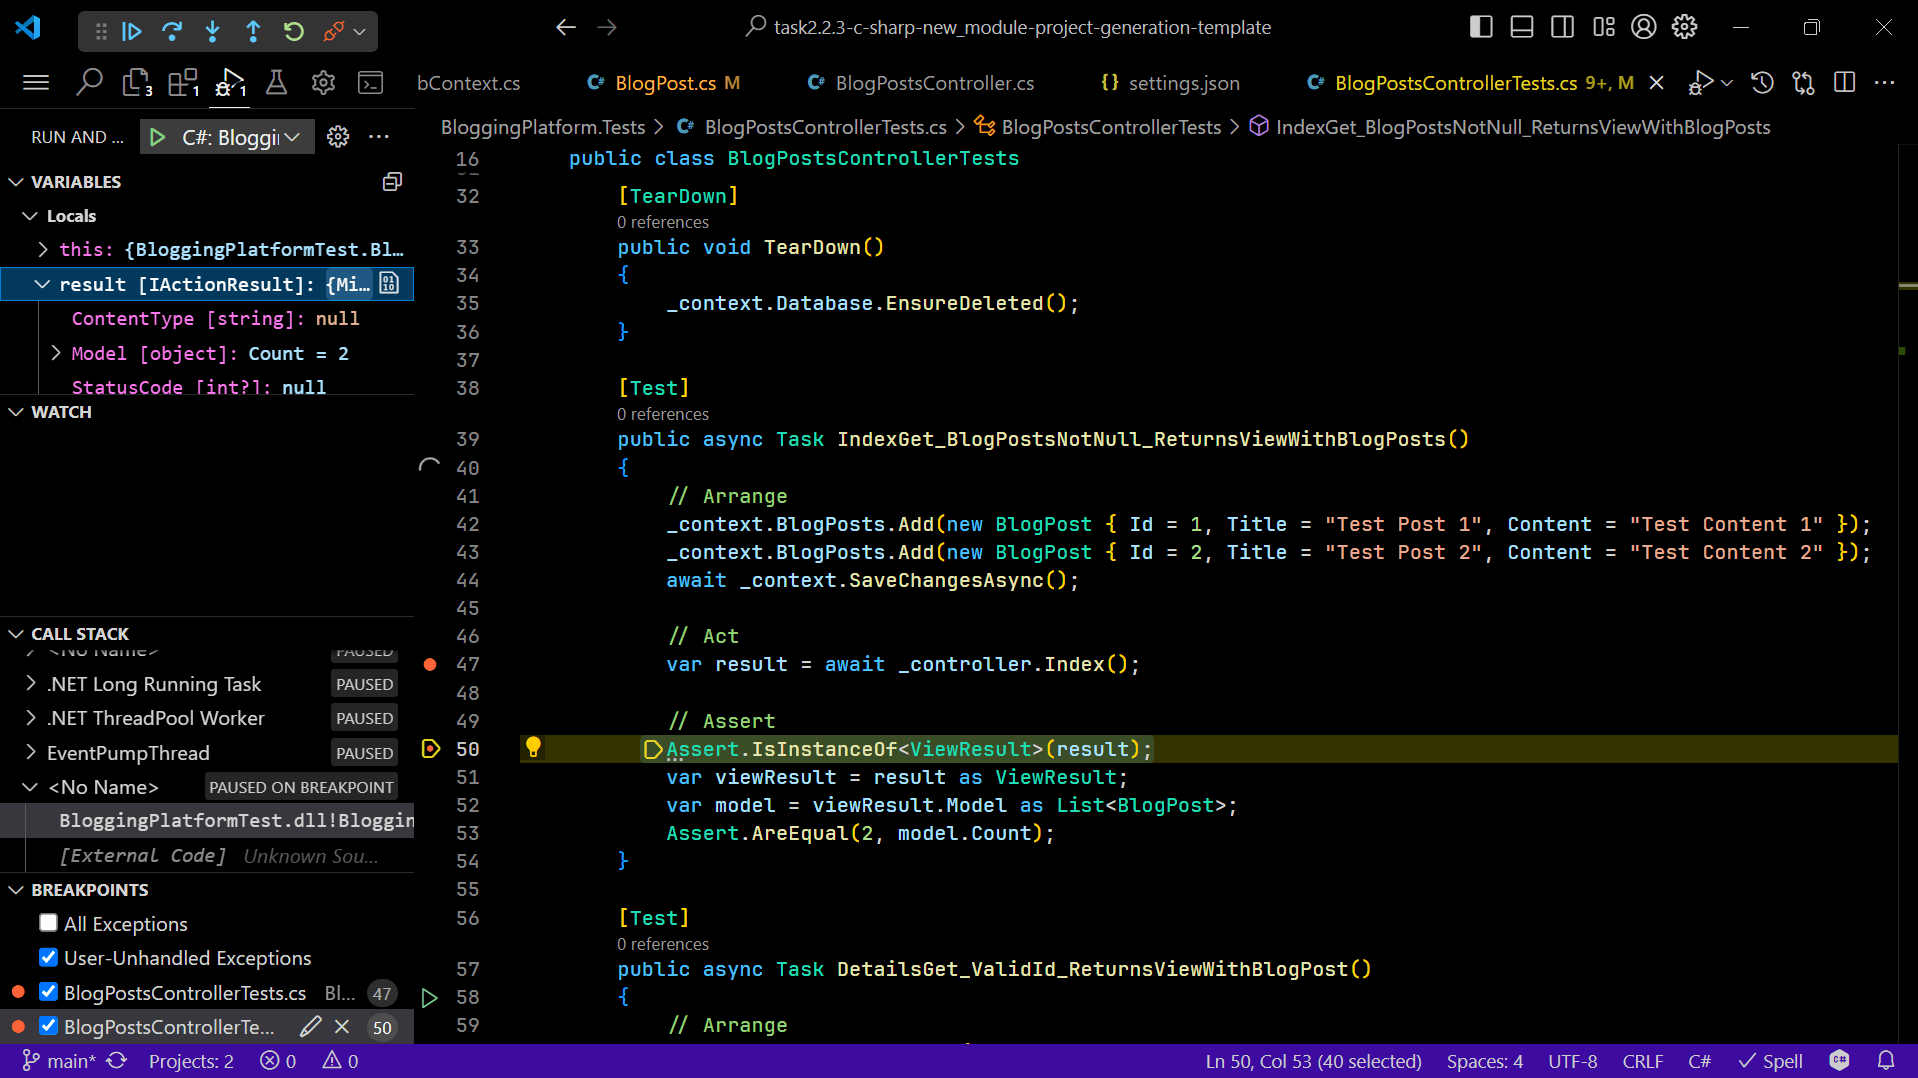 task2.2.3-c-sharp-new_module-project-generation-template
3
1
1
bContext.cs
C# BlogPost.cs M
C# BlogPostsController.cs
{} settings.json
C# BlogPostsControllerTests.cs 9+, M
RUN AND ...
C#: Bloggi
BloggingPlatform.Tests > C# BlogPostsControllerTests.cs > BlogPostsControllerTests > IndexGet_BlogPostsNotNull_ReturnsViewWithBlogPosts
VARIABLES
Locals
this: {BloggingPlatformTest.Bl...
result [IActionResult]: {Mi...
ContentType [string]: null
Model [object]: Count = 2
StatusCode [int?]: null
WATCH
CALL STACK
<No Name> PAUSED
.NET Long Running Task PAUSED
.NET ThreadPool Worker PAUSED
EventPumpThread PAUSED
<No Name> PAUSED ON BREAKPOINT
BloggingPlatformTest.dll!Bloggin
[External Code] Unknown Sou...
BREAKPOINTS
All Exceptions
User-Unhandled Exceptions
BlogPostsControllerTests.cs Bl... 47
BlogPostsControllerTe... 50
16 public class BlogPostsControllerTests
32 [TearDown]
0 references
33 public void TearDown()
34 {
35 _context.Database.EnsureDeleted();
36 }
37
38 [Test]
0 references
39 public async Task IndexGet_BlogPostsNotNull_ReturnsViewWithBlogPosts()
40 {
41 // Arrange
42 _context.BlogPosts.Add(new BlogPost { Id = 1, Title = "Test Post 1", Content = "Test Content 1" });
43 _context.BlogPosts.Add(new BlogPost { Id = 2, Title = "Test Post 2", Content = "Test Content 2" });
44 await _context.SaveChangesAsync();
45
46 // Act
47 var result = await _controller.Index();
48
49 // Assert
50 Assert.IsInstanceOf<ViewResult>(result);
51 var viewResult = result as ViewResult;
52 var model = viewResult.Model as List<BlogPost>;
53 Assert.AreEqual(2, model.Count);
54 }
55
56 [Test]
0 references
57 public async Task DetailsGet_ValidId_ReturnsViewWithBlogPost()
58 {
59 // Arrange
main* Projects: 2 0 0
Ln 50, Col 53 (40 selected) Spaces: 4 UTF-8 CRLF C# Spell